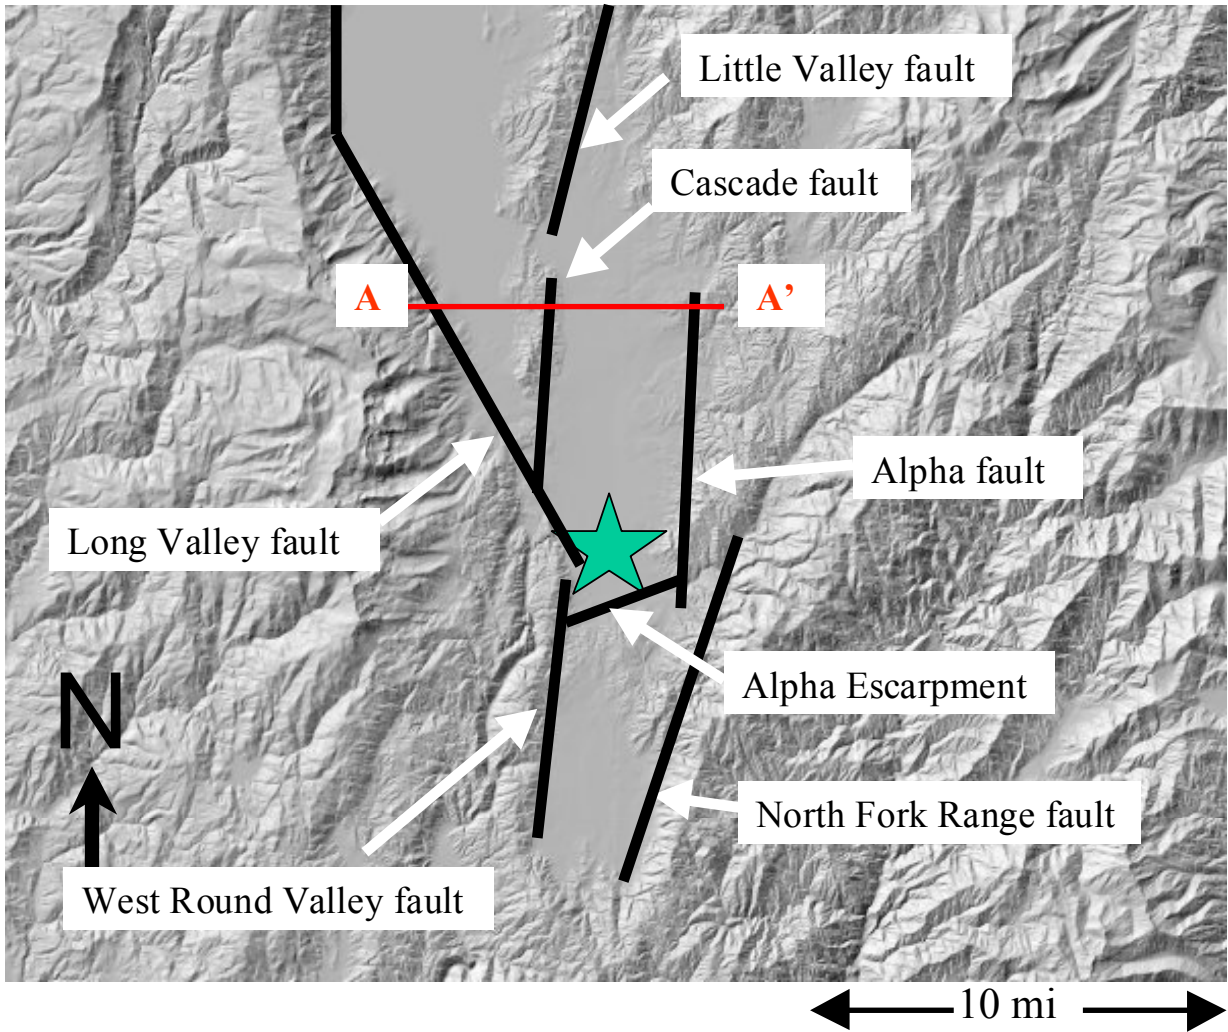 Little Valley fault
Cascade fault
A
A’
Alpha fault
Long Valley fault
Alpha Escarpment
N
North Fork Range fault
West Round Valley fault
10 mi